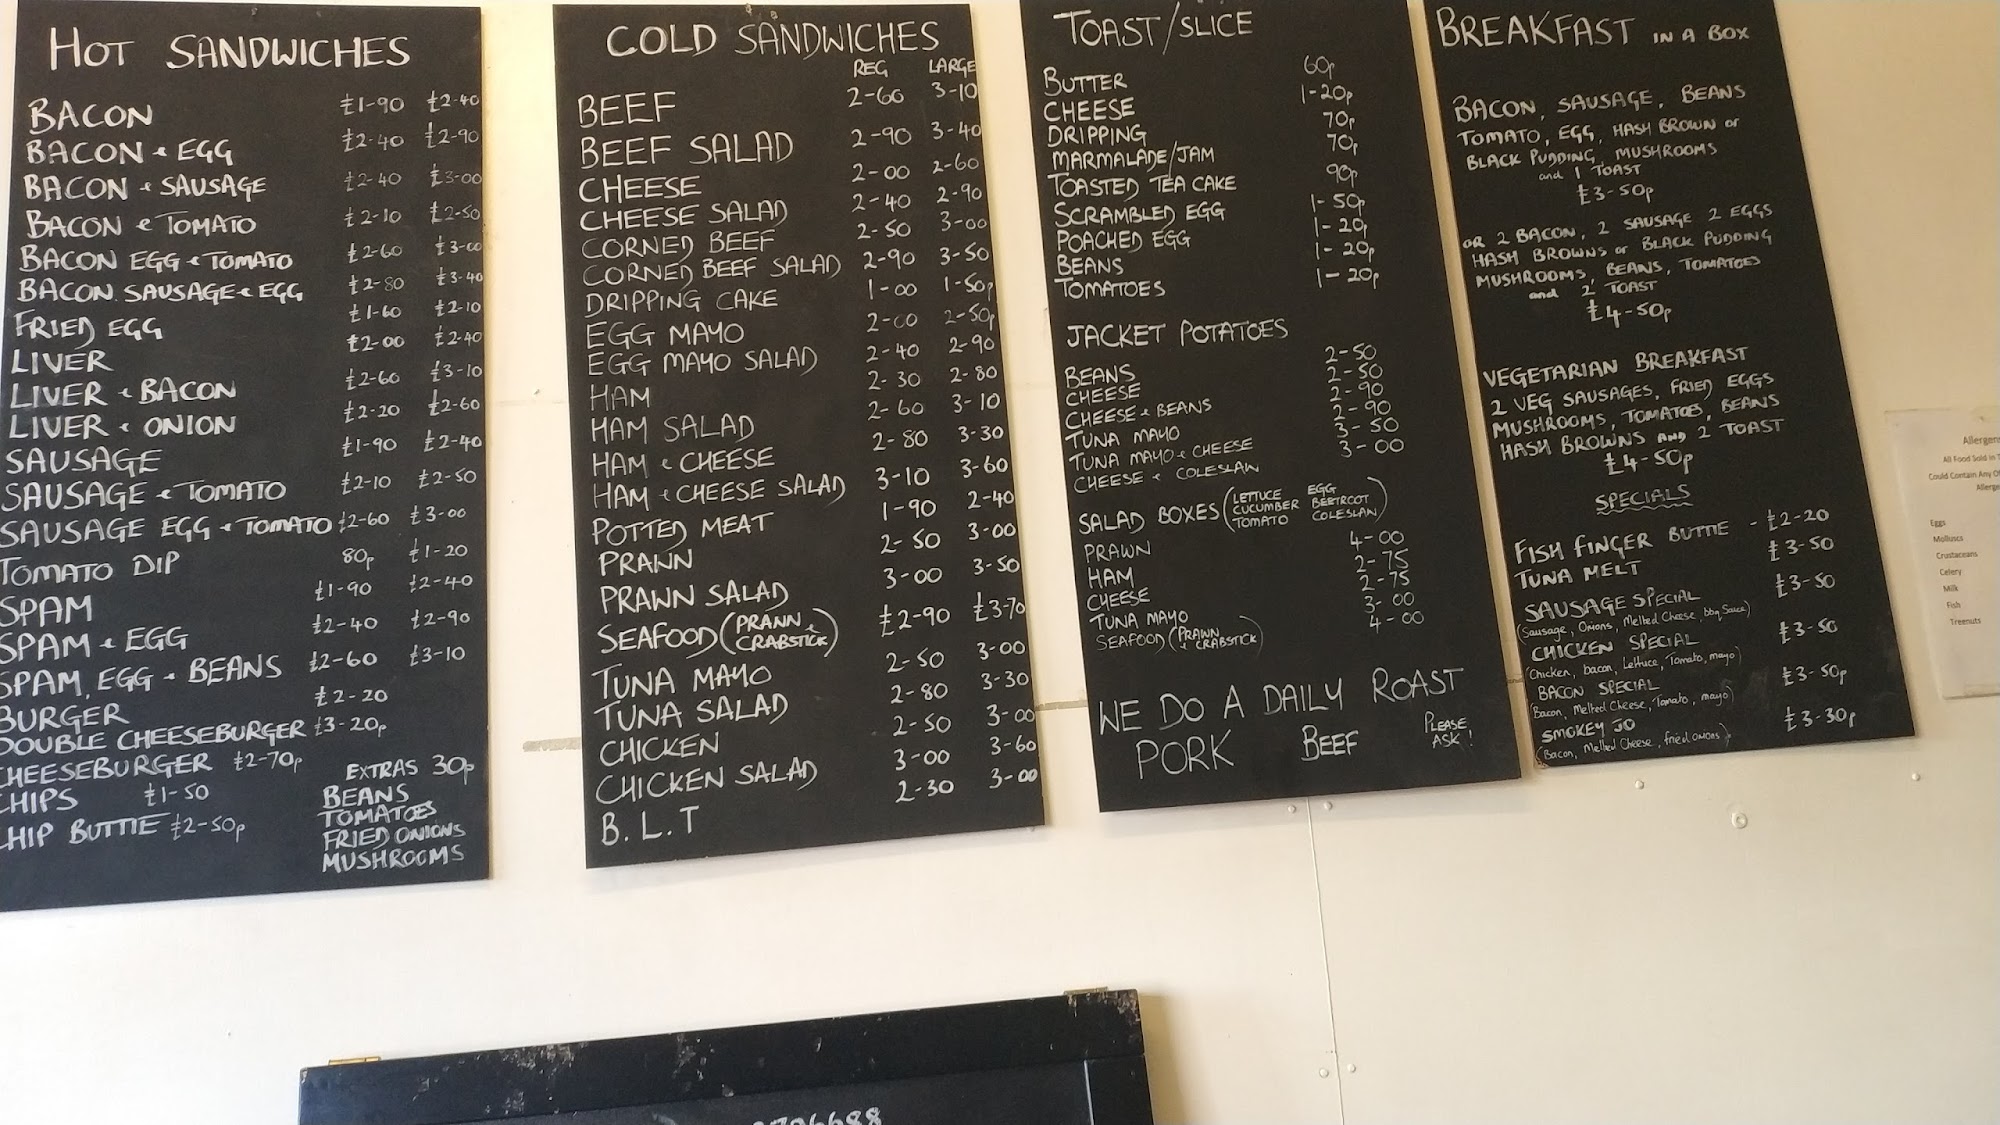 HOT SANDWICHES
BACON £1-90 £2-40
BACON & EGG £2-40 £2-90
BACON & SAUSAGE £2-40 £3-00
BACON & TOMATO £2-10 £2-50
BACON EGG & TOMATO £2-60 £3-00
BACON SAUSAGE & EGG £2-80 £3-40
FRIED EGG £1-60 £2-10
LIVER £2-00 £2-40
LIVER & BACON £2-60 £3-10
LIVER & ONION £2-20 £2-60
SAUSAGE £1-90 £2-40
SAUSAGE & TOMATO £2-10 £2-50
SAUSAGE EGG & TOMATO £2-60 £3-00
TOMATO DIP 80p £1-20
SPAM £1-90 £2-40
SPAM & EGG £2-40 £2-90
SPAM, EGG & BEANS £2-60 £3-10
BURGER £2-20
DOUBLE CHEESEBURGER £3-20p
CHEESEBURGER £2-70p
CHIPS £1-50
CHIP BUTTIE £2-50p
EXTRAS 30p
BEANS
TOMATOES
FRIED ONIONS
MUSHROOMS
COLD SANDWICHES
REG LARGE
BEEF 2-60 3-10
BEEF SALAD 2-90 3-40
CHEESE 2-00 2-60
CHEESE SALAD 2-40 2-90
CORNED BEEF 2-50 3-00
CORNED BEEF SALAD 2-90 3-50
DRIPPING CAKE 1-00 1-50p
EGG MAYO 2-00 2-50p
EGG MAYO SALAD 2-40 2-90
HAM 2-30 2-80
HAM SALAD 2-60 3-10
HAM & CHEESE 2-80 3-30
HAM & CHEESE SALAD 3-10 3-60
POTTED MEAT 1-90 2-40
PRAWN 2-50 3-00
PRAWN SALAD 3-00 3-50
SEAFOOD (PRAWN & CRABSTICK) £2-90 £3-70
TUNA MAYO 2-50 3-00
TUNA SALAD 2-80 3-30
CHICKEN 2-50 3-00
CHICKEN SALAD 3-00 3-60
B.L.T 2-30 3-00
TOAST/SLICE
BUTTER 60p
CHEESE 1-20p
DRIPPING 70p
MARMALADE/JAM 70p
TOASTED TEA CAKE 90p
SCRAMBLED EGG 1-50p
POACHED EGG 1-20p
BEANS 1-20p
TOMATOES 1-20p
JACKET POTATOES
BEANS 2-50
CHEESE 2-50
CHEESE & BEANS 2-90
TUNA MAYO 2-90
TUNA MAYO & CHEESE 3-50
CHEESE & COLESLAW 3-00
SALAD BOXES (LETTUCE EGG
CUCUMBER BEETROOT
TOMATO COLESLAW)
PRAWN 4-00
HAM 2-75
CHEESE 2-75
TUNA MAYO 3-00
SEAFOOD (PRAWN & CRABSTICK) 4-00
WE DO A DAILY ROAST
PORK BEEF PLEASE ASK!
BREAKFAST IN A BOX
BACON, SAUSAGE, BEANS
TOMATO, EGG, HASH BROWN or
BLACK PUDDING, MUSHROOMS
and 1 TOAST
£3-50p
OR 2 BACON, 2 SAUSAGE 2 EGGS
HASH BROWNS or BLACK PUDDING
MUSHROOMS, BEANS, TOMATOES
and 2 TOAST
£4-50p
VEGETARIAN BREAKFAST
2 VEG SAUSAGES, FRIED EGGS
MUSHROOMS, TOMATOES, BEANS
HASH BROWNS AND 2 TOAST
£4-50p
SPECIALS
FISH FINGER BUTTIE - £2-20
TUNA MELT £3-50
SAUSAGE SPECIAL £3-50
(Sausage, Onions, Melted Cheese, bbq Sauce)
CHICKEN SPECIAL £3-50
(Chicken, bacon, Lettuce, Tomato, mayo)
BACON SPECIAL £3-50p
(Bacon, Melted Cheese, Tomato, mayo)
SMOKEY JO £3-30p
(Bacon, Melted Cheese, fried onions)
Allergens
All Food Sold in
Could Contain Any Of
Eggs
Molluscs
Crustaceans
Celery
Milk
Fish
Treenuts